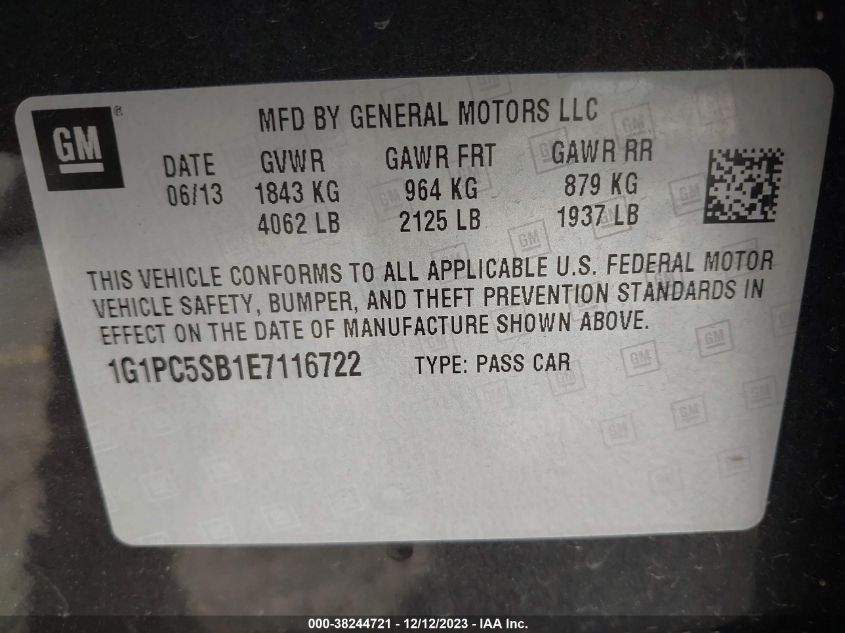 GM®
MFD BY GENERAL MOTORS LLC
DATE GVWR GAWR FRT GAWR RR
06/13 1843 KG 964 KG 879 KG
4062 LB 2125 LB 1937 LB
THIS VEHICLE CONFORMS TO ALL APPLICABLE U.S. FEDERAL MOTOR
VEHICLE SAFETY, BUMPER, AND THEFT PREVENTION STANDARDS IN
EFFECT ON THE DATE OF MANUFACTURE SHOWN ABOVE.
1G1PC5SB1E7116722 TYPE: PASS CAR
000-38244721 - 12/12/2023 - IAA Inc.